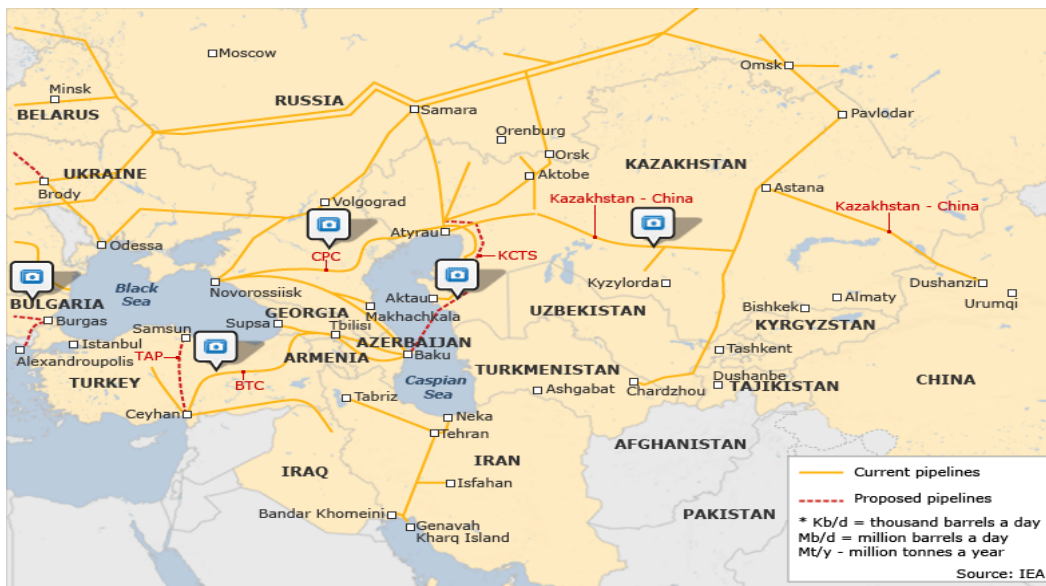 Moscow
Omsk
Minsk
BELARUS
RUSSIA
Samara
Pavlodar
Orenburg
Orsk
KAZAKHSTAN
UKRAINE
Aktobe
Brody
Astana
Volgograd
Kazakhstan - China
Kazakhstan - China
Odessa
Atyrau
CPC
KCTS
Black
Sea
Novorossiisk
Kyzylorda
Dushanzi
Urumqi
BULGARIA
Aktau
Makhachkala
Almaty
Bishkek
GEORGIA
UZBEKISTAN
Burgas
Samsun
Supsa
Tbilisi
KYRGYZSTAN
Istanbul
AZERBAIJAN
Alexandroupolis
TAP
ARMENIA
Baku
Tashkent
TURKEY
BTC
TURKMENISTAN
Dushanbe
CHINA
Caspian
Sea
Ashgabat
Chardzhou
TAJIKISTAN
Tabriz
Ceyhan
Neka
Tehran
AFGHANISTAN
IRAQ
IRAN
Isfahan
Bandar Khomeini
Genavah
Kharq Island
PAKISTAN
Current pipelines
Proposed pipelines
* Kb/d = thousand barrels a day
Mb/d = million barrels a day
Mt/y - million tonnes a year
Source: IEA